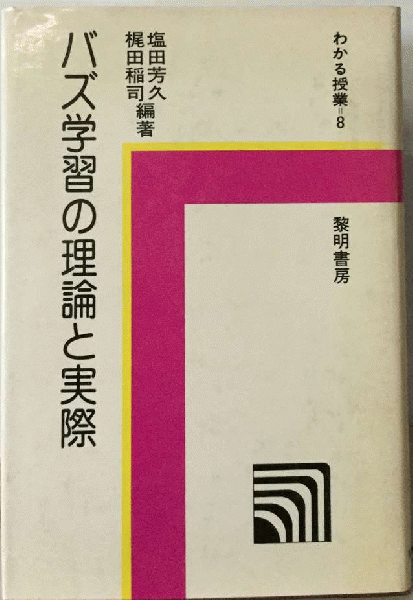 わかる授業=8
黎明書房
塩田芳久
梶田稲司編著
バズ学習の理論と実際